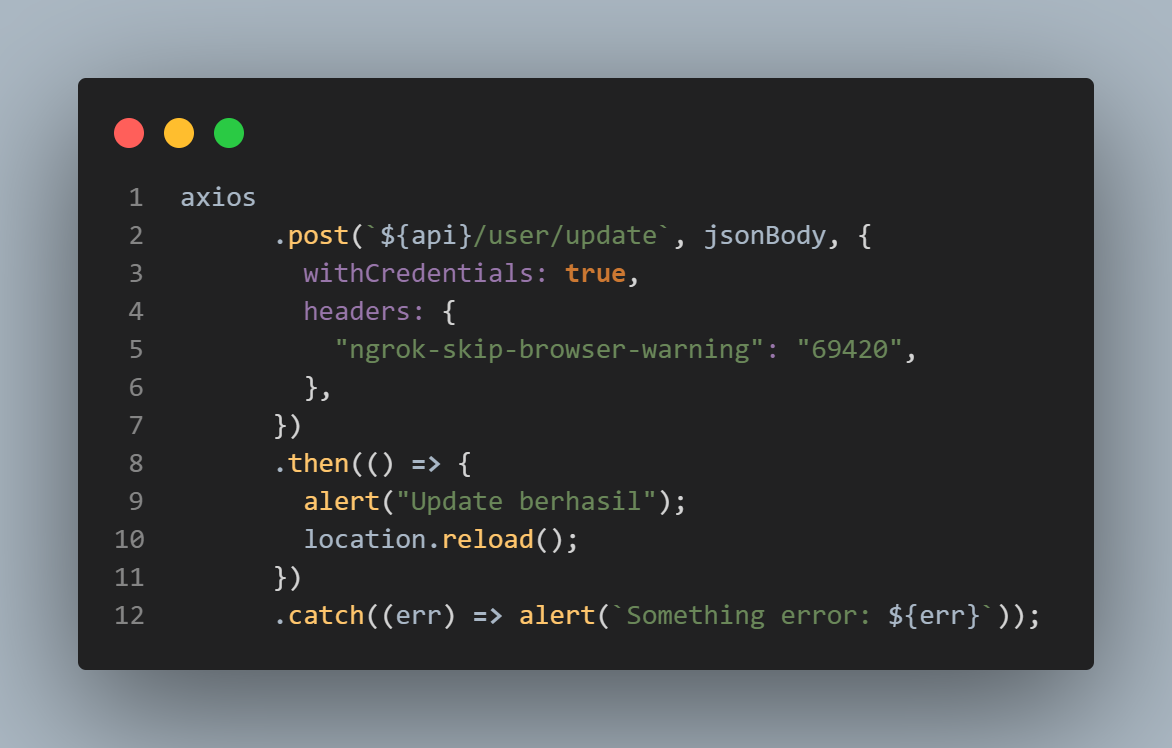 1 axios
2 .post(`${api}/user/update`, jsonBody, {
3 withCredentials: true,
4 headers: {
5 "ngrok-skip-browser-warning": "69420",
6 },
7 })
8 .then(() => {
9 alert("Update berhasil");
10 location.reload();
11 })
12 .catch((err) => alert(`Something error: ${err}`));